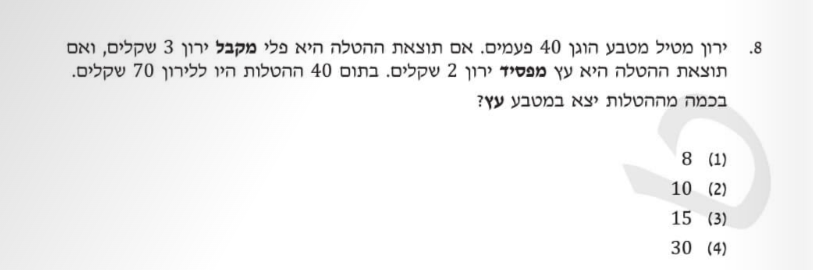 8. ירון מטיל מטבע הוגן 40 פעמים. אם תוצאת ההטלה היא פלי מקבל ירון 3 שקלים, ואם
תוצאת ההטלה היא עץ מפסיד ירון 2 שקלים. בתום 40 ההטלות היו ללירון 70 שקלים.
בכמה מההטלות יצא במטבע עץ?
(1) 8
(2) 10
(3) 15
(4) 30